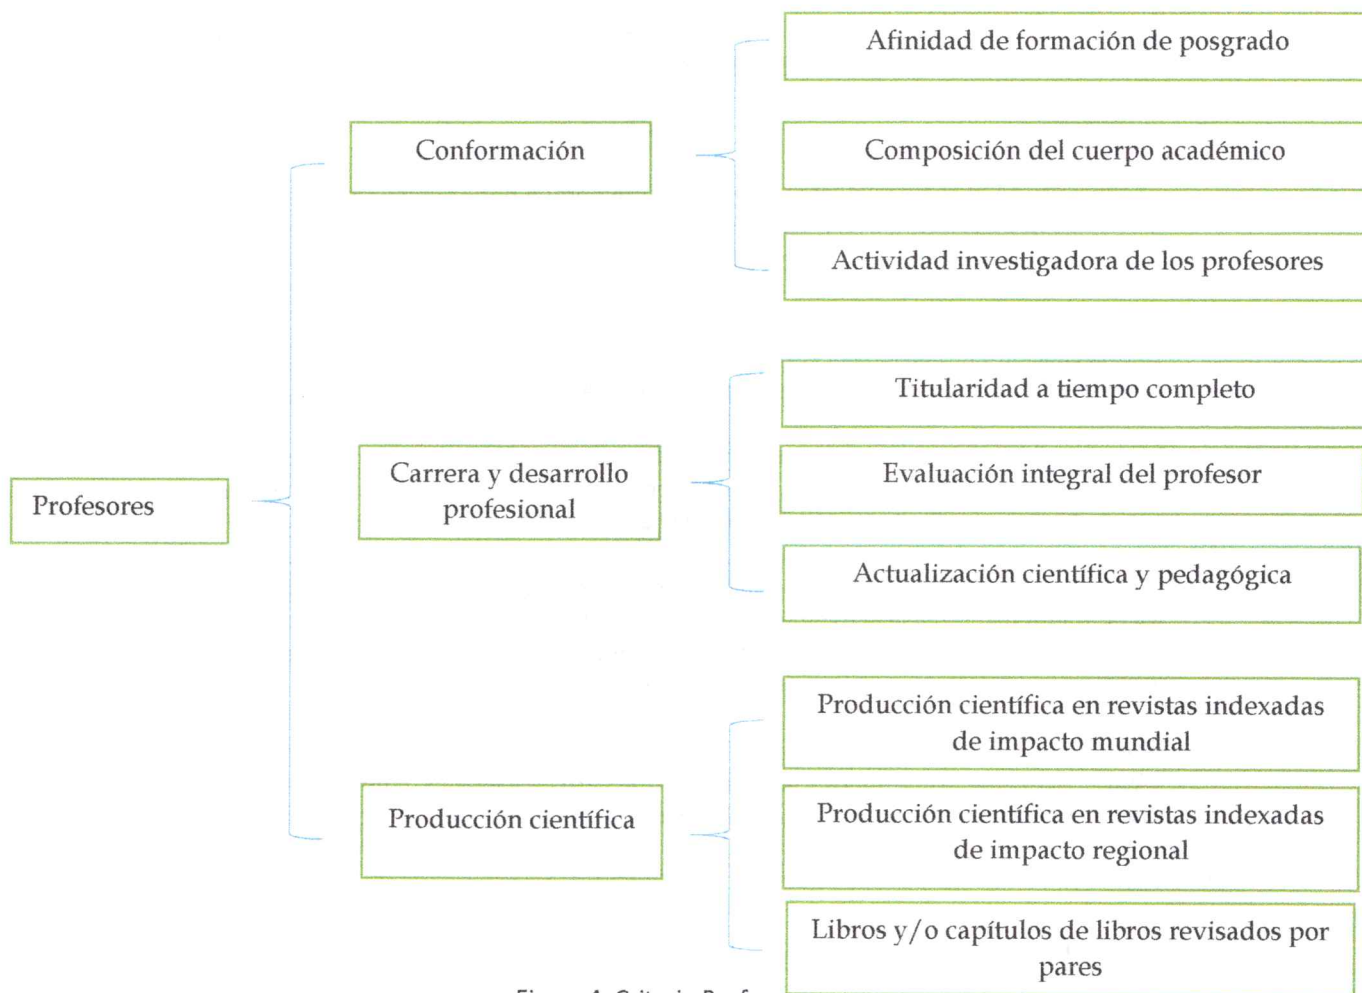 Profesores
Conformación
Afinidad de formación de posgrado
Composición del cuerpo académico
Actividad investigadora de los profesores
Carrera y desarrollo
profesional
Titularidad a tiempo completo
Evaluación integral del profesor
Actualización científica y pedagógica
Producción científica
Producción científica en revistas indexadas
de impacto mundial
Producción científica en revistas indexadas
de impacto regional
Libros y/o capítulos de libros revisados por
pares